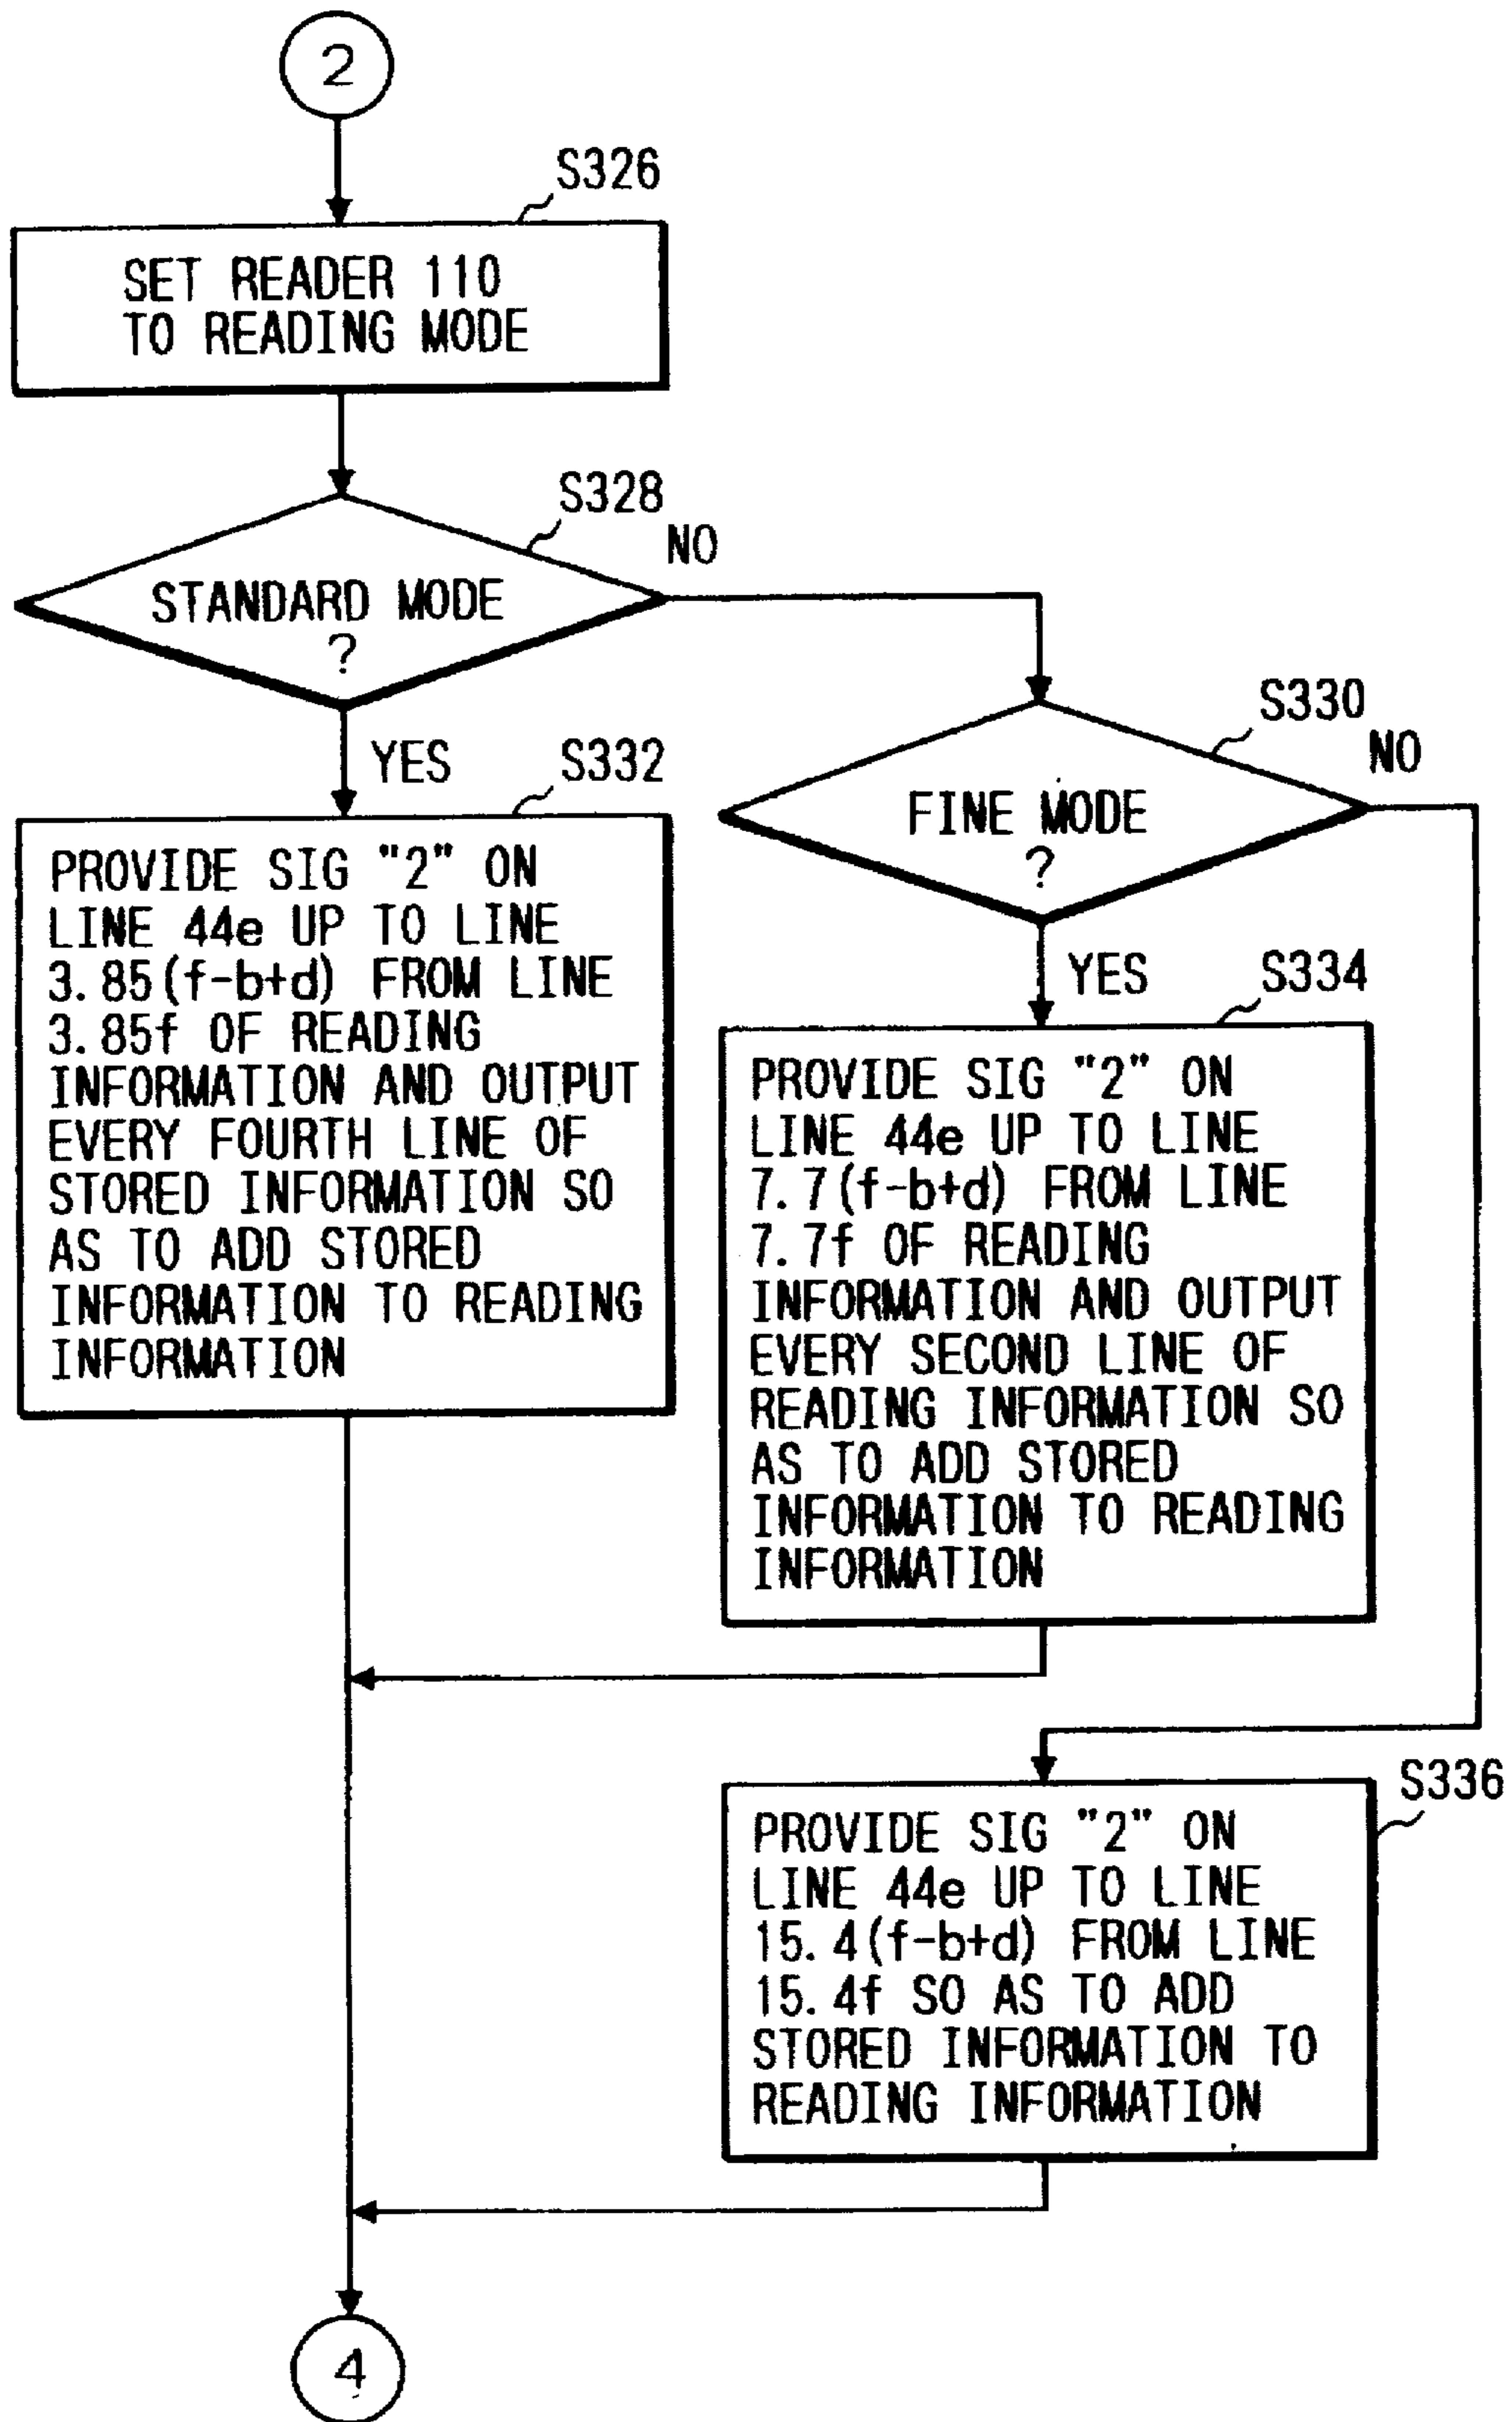 2
S326
SET READER 110
TO READING MODE
S328
NO
STANDARD MODE
?
YES
S332
PROVIDE SIG "2" ON
LINE 44e UP TO LINE
3.85(f-b+d) FROM LINE
3.85f OF READING
INFORMATION AND OUTPUT
EVERY FOURTH LINE OF
STORED INFORMATION SO
AS TO ADD STORED
INFORMATION TO READING
INFORMATION
S330
NO
FINE MODE
?
YES
S334
PROVIDE SIG "2" ON
LINE 44e UP TO LINE
7.7(f-b+d) FROM LINE
7.7f OF READING
INFORMATION AND OUTPUT
EVERY SECOND LINE OF
READING INFORMATION SO
AS TO ADD STORED
INFORMATION TO READING
INFORMATION
S336
PROVIDE SIG "2" ON
LINE 44e UP TO LINE
15.4(f-b+d) FROM LINE
15.4f SO AS TO ADD
STORED INFORMATION TO
READING INFORMATION
4